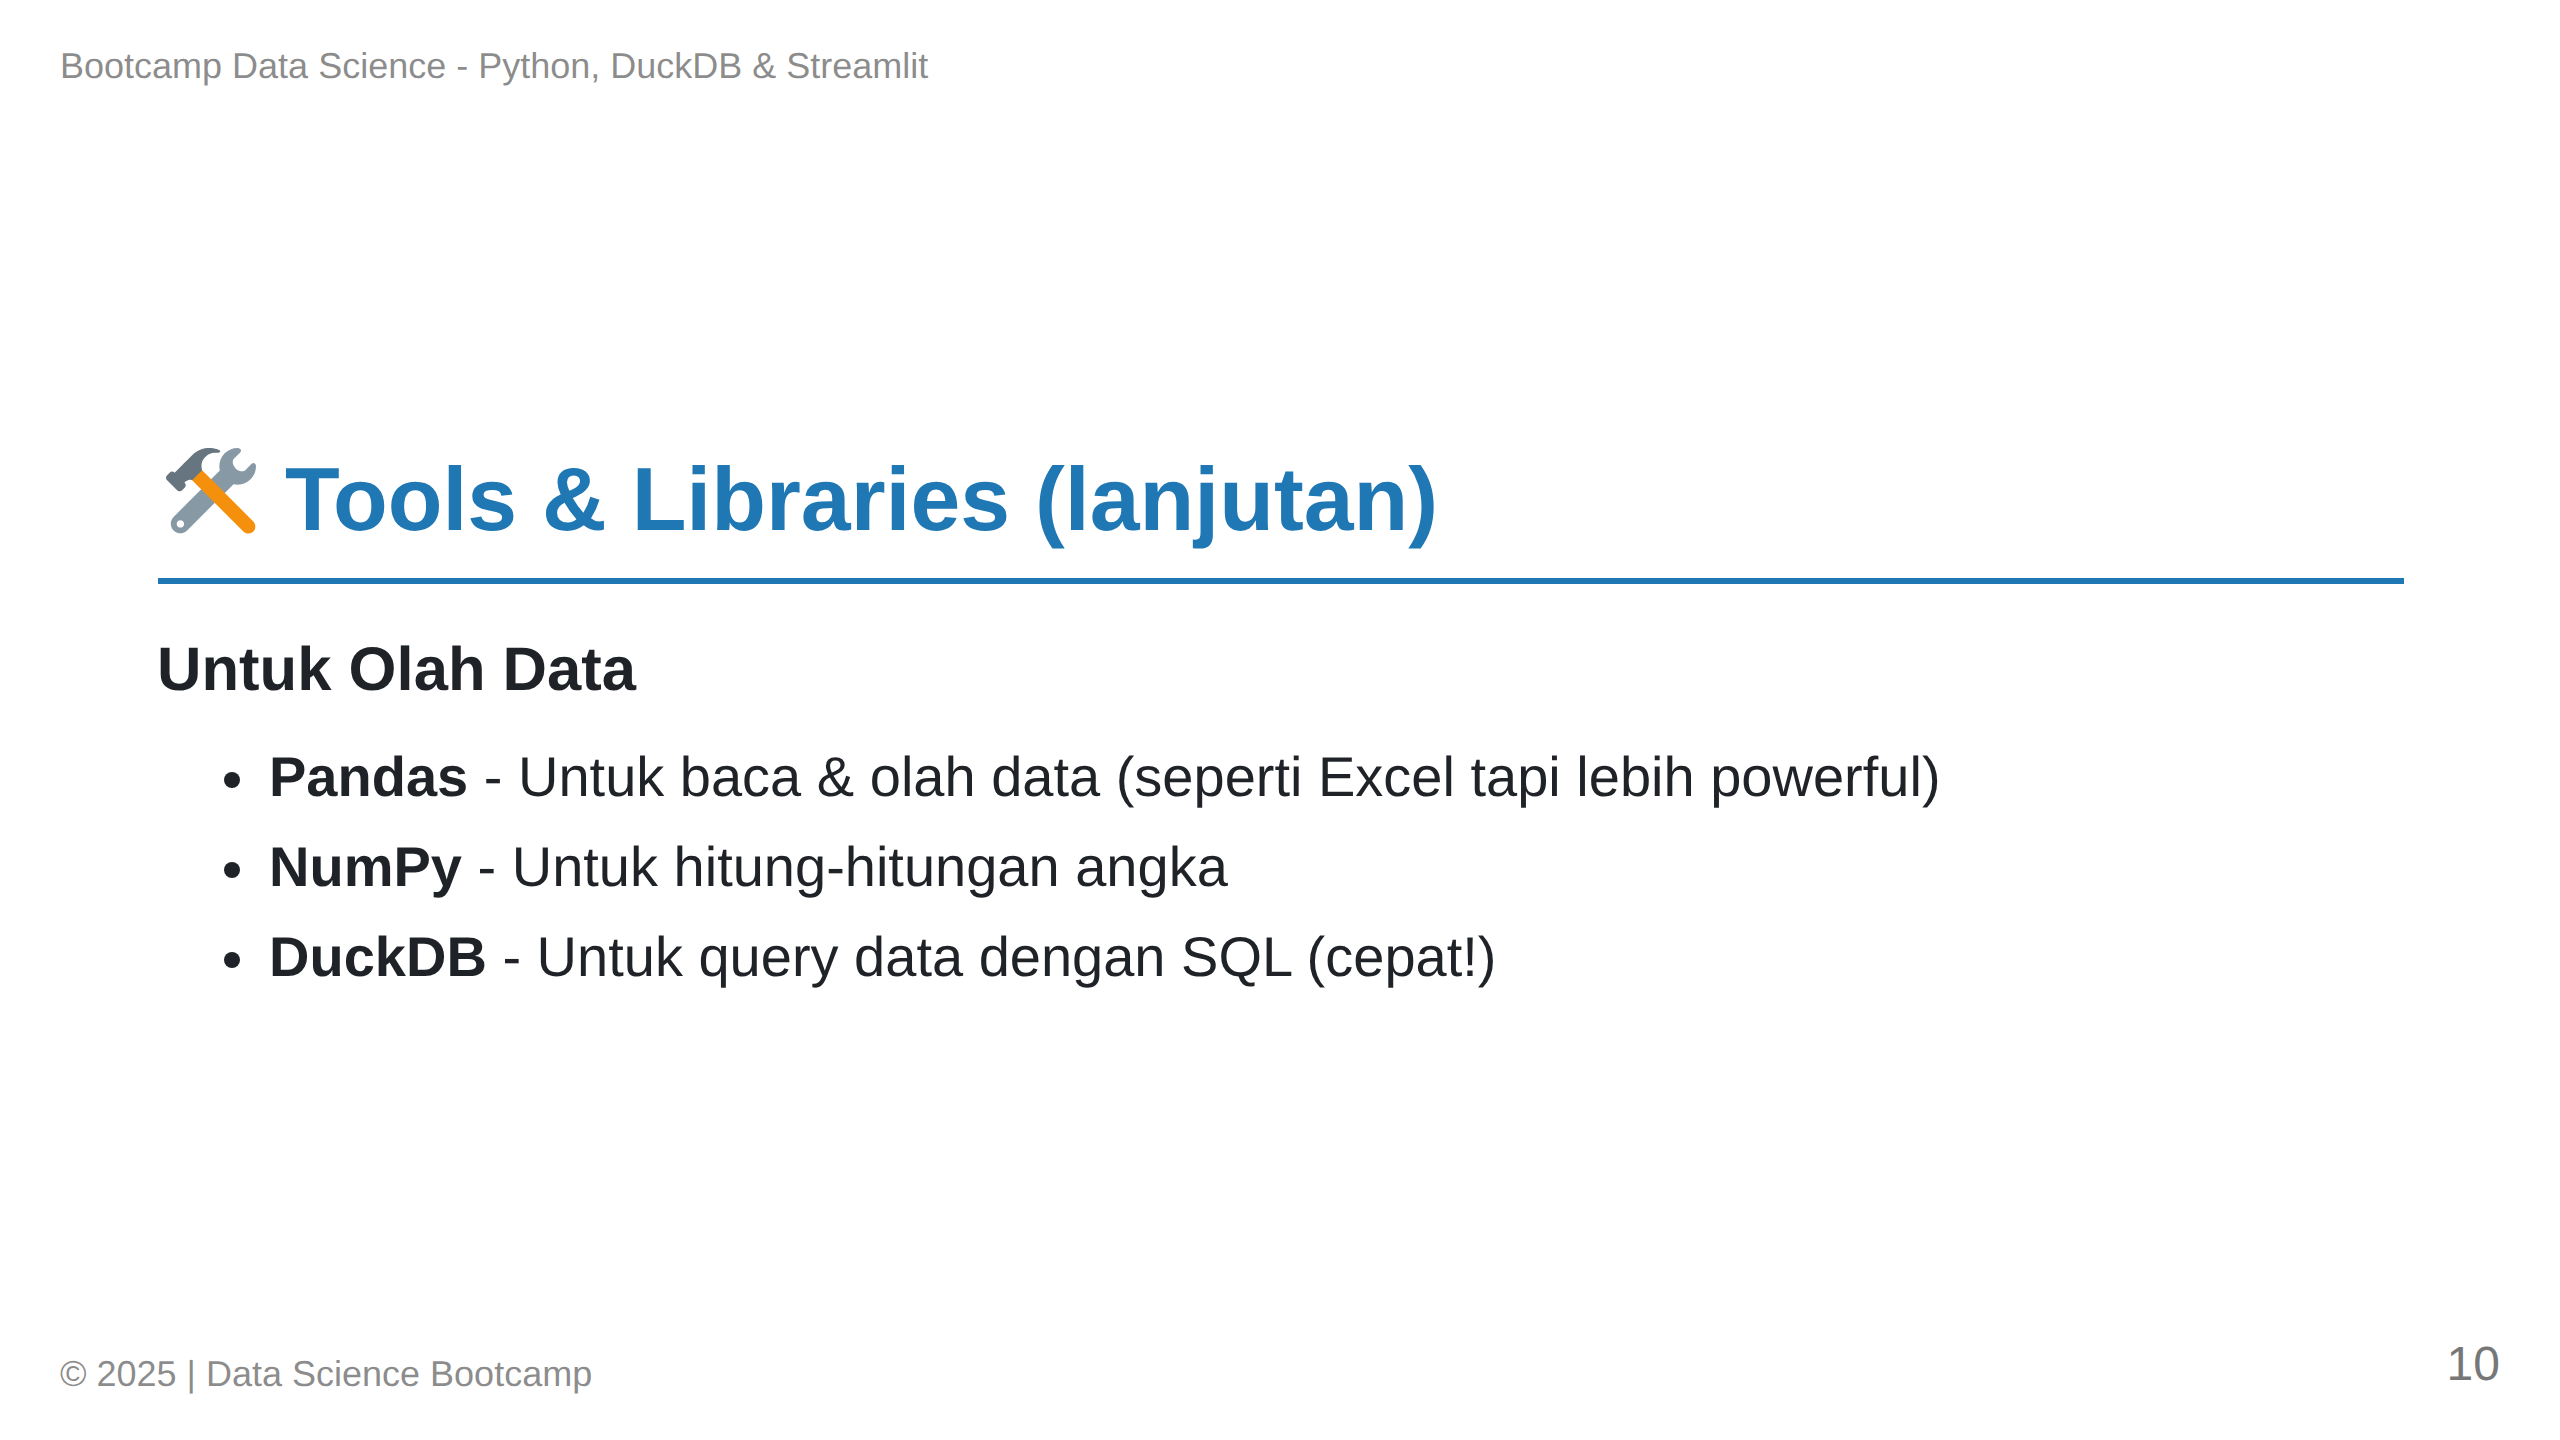 Bootcamp Data Science - Python, DuckDB & Streamlit
Tools & Libraries (lanjutan)
Untuk Olah Data
• Pandas - Untuk baca & olah data (seperti Excel tapi lebih powerful)
• NumPy - Untuk hitung-hitungan angka
• DuckDB - Untuk query data dengan SQL (cepat!)
© 2025 | Data Science Bootcamp
10